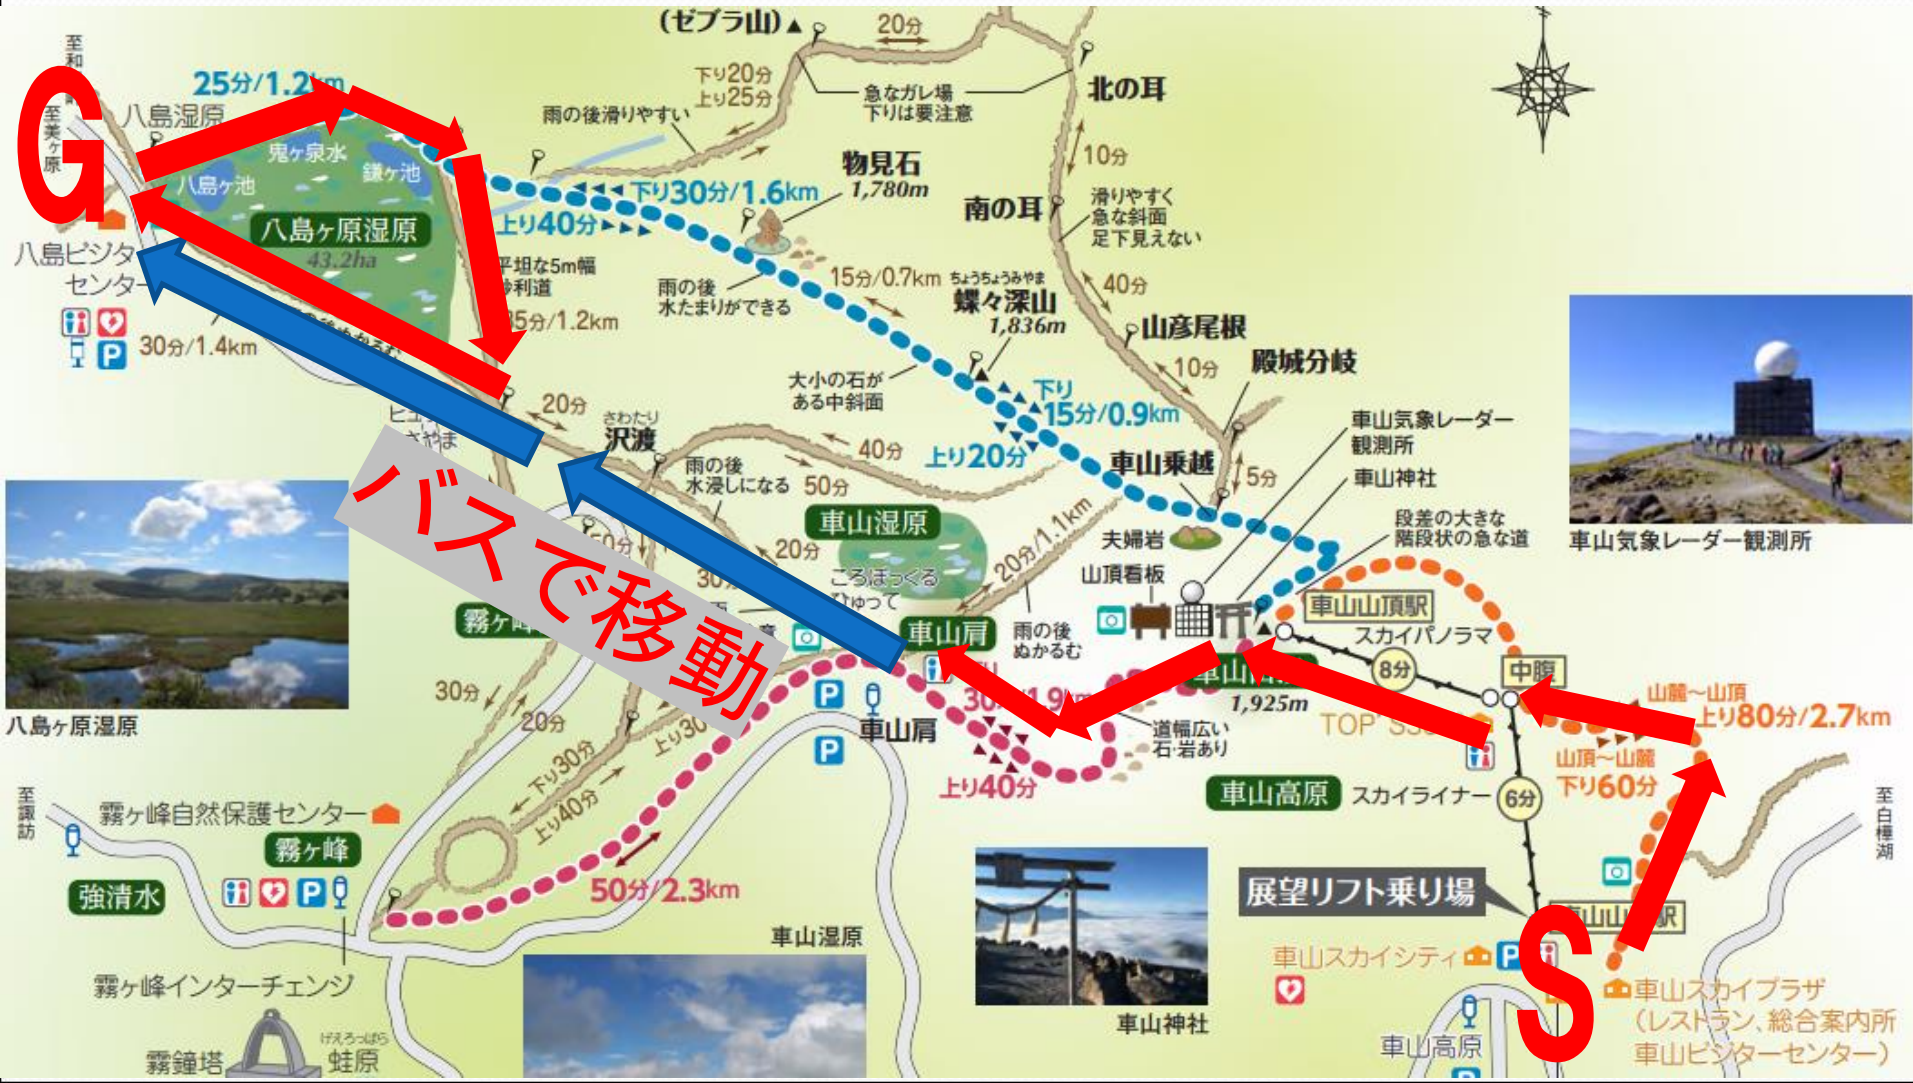 (ゼブラ山)▲
20分
下り20分
上り25分
急なガレ場
下りは要注意
北の耳
雨の後滑りやすい
10分
25分/1.2km
八島湿原
至美ヶ原
G
鬼ヶ泉水
八島ヶ池
鎌ヶ池
八島ヶ原湿原
43.2ha
八島ビジター
センター
30分/1.4km
物見石
1,780m
下り30分/1.6km
上り40分
南の耳
滑りやすく
急な斜面
足下見えない
平坦な5m幅
砂利道
35分/1.2km
雨の後
水たまりができる
15分/0.7km
ちょうちょうみやま
蝶々深山
1,836m
40分
山彦尾根
10分
殿城分岐
大小の石が
ある中斜面
下り
15分/0.9km
上り20分
車山乗越
5分
車山気象レーダー
観測所
車山神社
段差の大きな
階段状の急な道
車山気象レーダー観測所
20分
さわたり
沢渡
雨の後
水浸しになる
40分
50分
20分
車山湿原
ころぼっくる
ひゅって
20分/1.1km
夫婦岩
山頂看板
バスで移動
八島ヶ原湿原
車山肩
雨の後
ぬかるむ
車山山頂駅
スカイパノラマ
8分
中腹
1,925m
山麓～山頂
上り80分/2.7km
山頂～山麓
下り60分
道幅広い
石・岩あり
上り40分
車山肩
P
P
30分
20分
下り30分
上り40分
50分/2.3km
車山高原
スカイライナー
6分
至白樺湖
至諏訪
霧ヶ峰自然保護センター
霧ヶ峰
強清水
P
霧ヶ峰インターチェンジ
霧鐘塔
げえろっぱら
蛙原
車山湿原
車山神社
展望リフト乗り場
S
車山スカイシティ
P
車山高原
車山スカイプラザ
(レストラン、総合案内所
車山ビジターセンター)